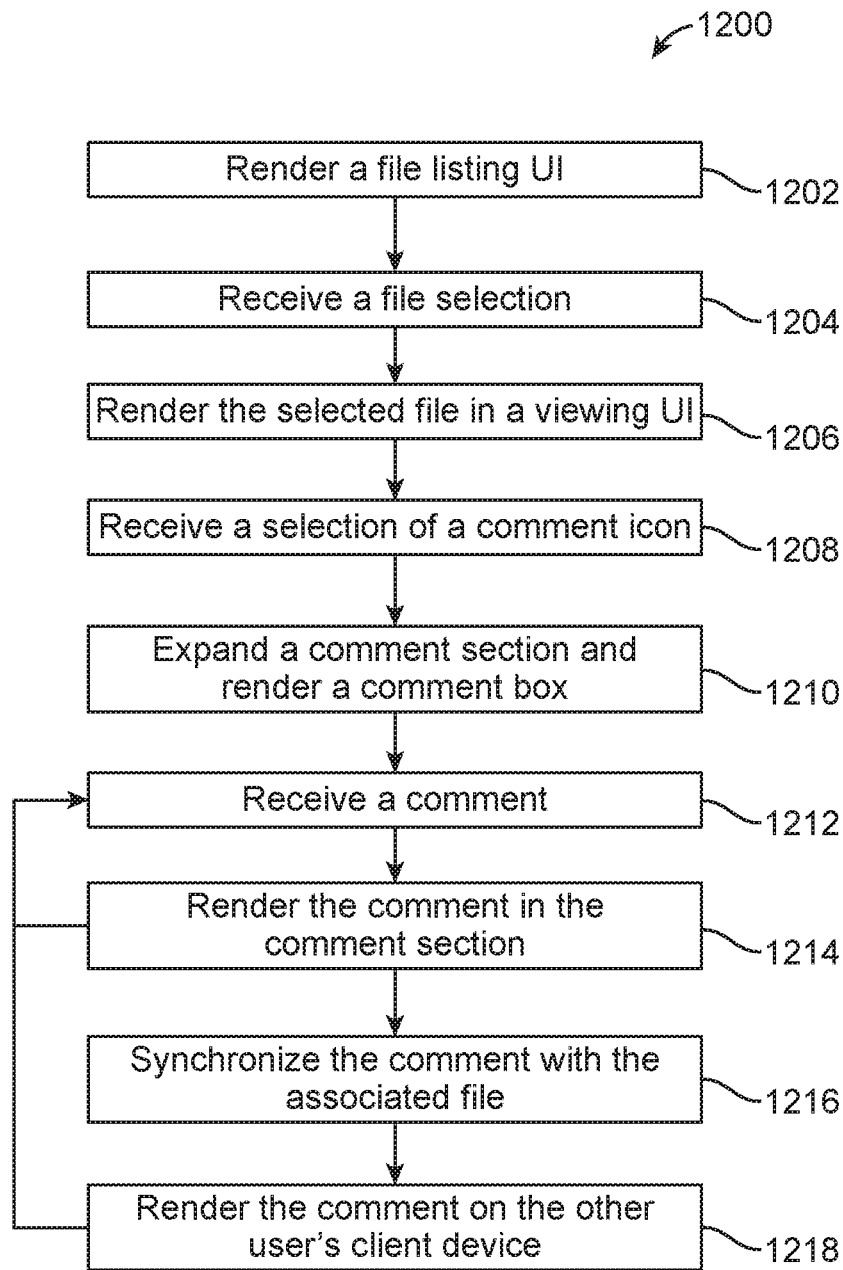 1200
Render a file listing UI
1202
Receive a file selection
1204
Render the selected file in a viewing UI
1206
Receive a selection of a comment icon
1208
Expand a comment section and
render a comment box
1210
Receive a comment
1212
Render the comment in the
comment section
1214
Synchronize the comment with the
associated file
1216
Render the comment on the other
user's client device
1218